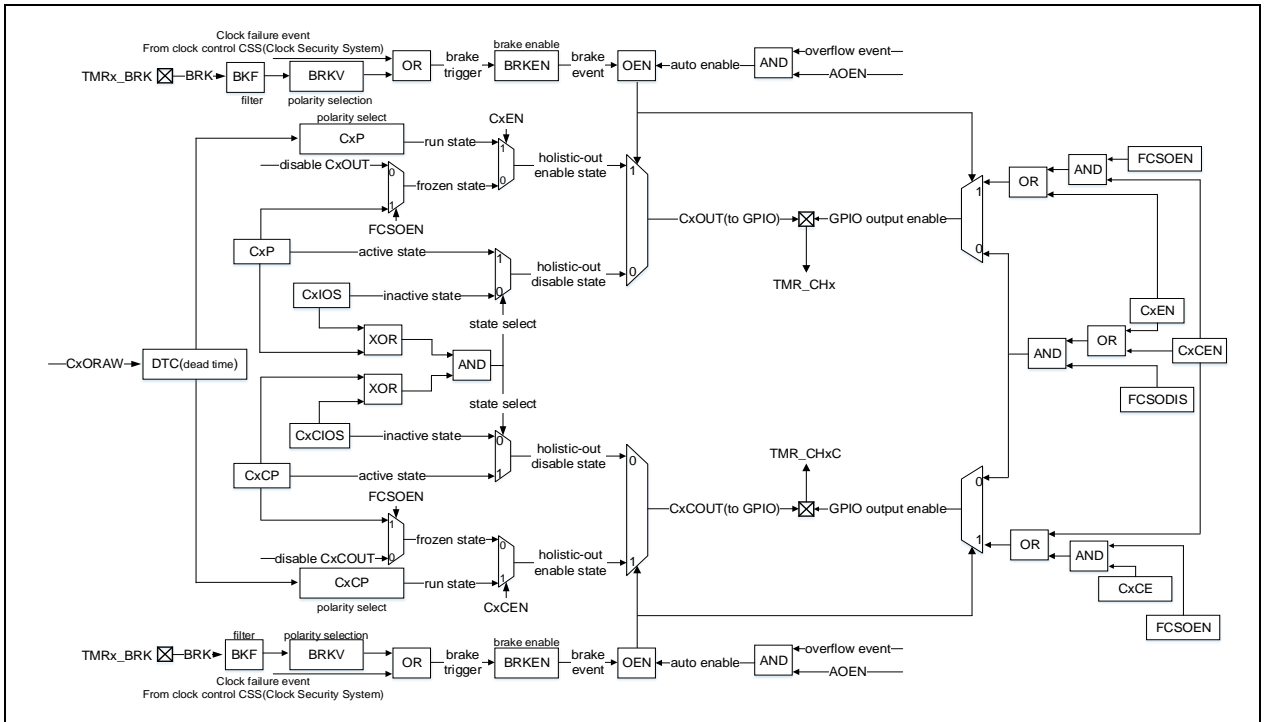 Clock failure event
From clock control CSS(Clock Security System)
TMRx_BRK
BRK
BKF
filter
BRKV
polarity selection
OR
brake trigger
brake enable
BRKEN
brake event
OEN
auto enable
AND
overflow event
AOEN
polarity select
CxP
run state
CxEN
1
0
disable CxOUT
0
1
frozen state
FCSOEN
holistic-out
enable state
1
0
CxP
active state
1
0
CxIOS
inactive state
holistic-out
disable state
state select
XOR
AND
CxORAW
DTC(dead time)
XOR
state select
CxCIOS
inactive state
0
1
CxCP
active state
holistic-out
disable state
0
1
FCSOEN
1
0
frozen state
disable CxCOUT
0
1
holistic-out
enable state
CxCP
run state
CxCEN
polarity select
CxOUT(to GPIO)
GPIO output enable
TMR_CHx
1
0
OR
AND
FCSOEN
CxEN
OR
AND
CxCEN
FCSODIS
TMR_CHxC
CxCOUT(to GPIO)
GPIO output enable
0
1
OR
AND
CxCE
FCSOEN
TMRx_BRK
BRK
filter
BKF
polarity selection
BRKV
Clock failure event
From clock control CSS(Clock Security System)
OR
brake trigger
brake enable
BRKEN
brake event
OEN
auto enable
AND
overflow event
AOEN